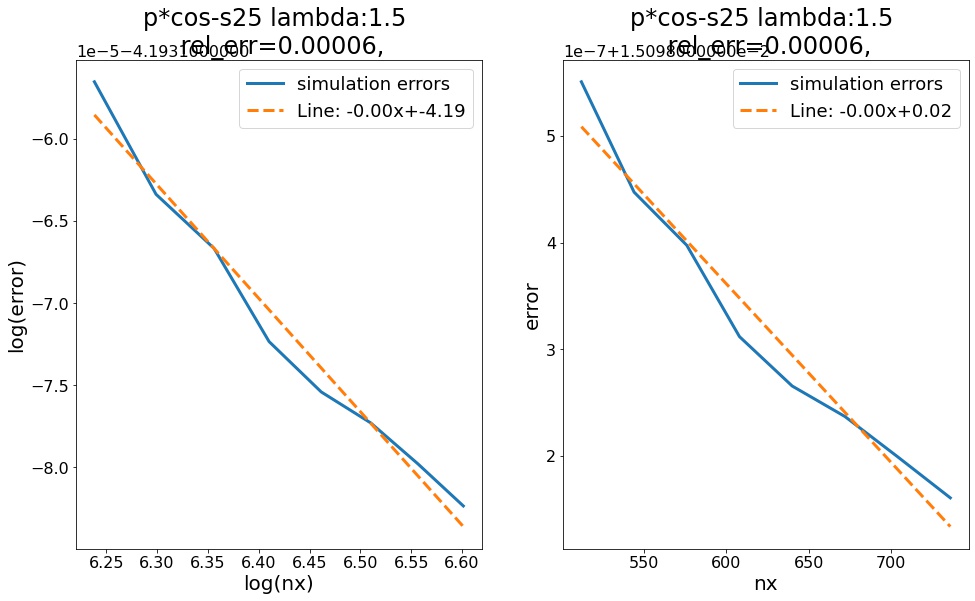 p*cos-s25 lambda:1.5
rel_err=0.00006,
1e−5−4.1931000000
simulation errors
Line: -0.00x+-4.19
−6.0
−6.5
−7.0
−7.5
−8.0
log(error)
6.25 6.30 6.35 6.40 6.45 6.50 6.55 6.60
log(nx)
p*cos-s25 lambda:1.5
rel_err=0.00006,
1e−7+1.5098000000e−2
simulation errors
Line: -0.00x+0.02
5
4
3
2
error
550 600 650 700
nx